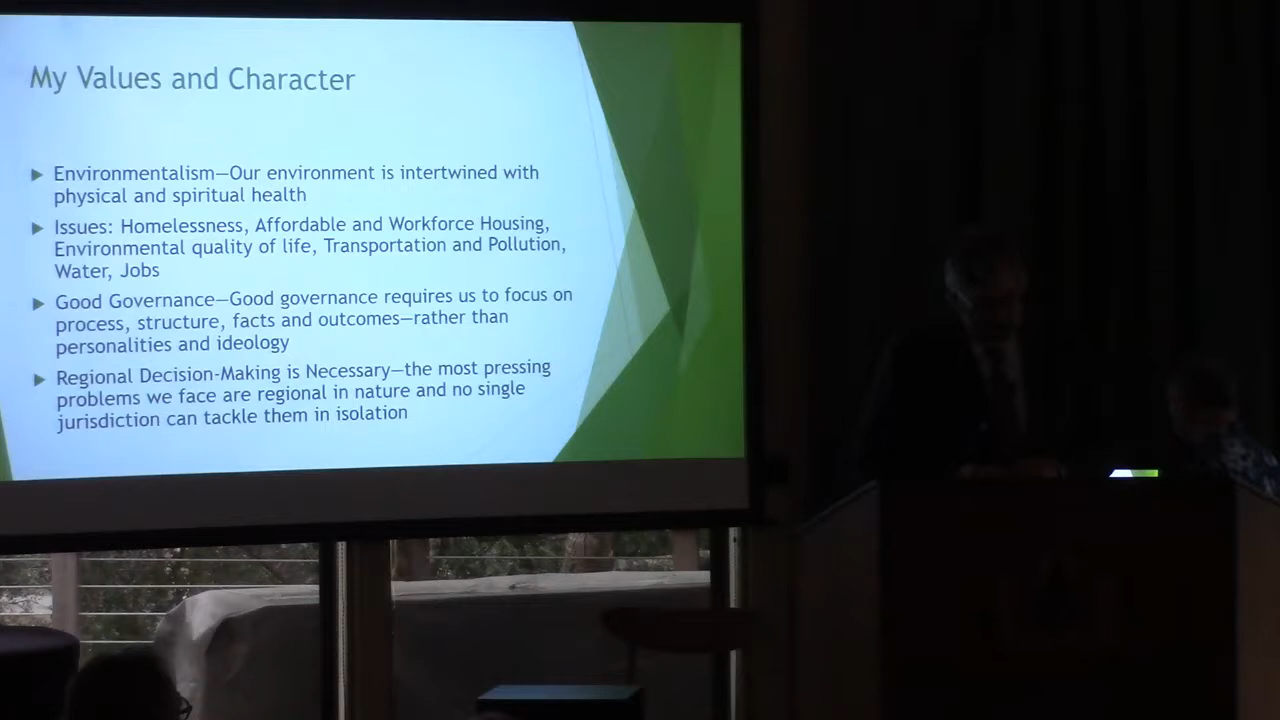 My Values and Character
Environmentalism—Our environment is intertwined with
physical and spiritual health
Issues: Homelessness, Affordable and Workforce Housing,
Environmental quality of life, Transportation and Pollution,
Water, Jobs
Good Governance—Good governance requires us to focus on
process, structure, facts and outcomes—rather than
personalities and ideology
Regional Decision-Making is Necessary—the most pressing
problems we face are regional in nature and no single
jurisdiction can tackle them in isolation